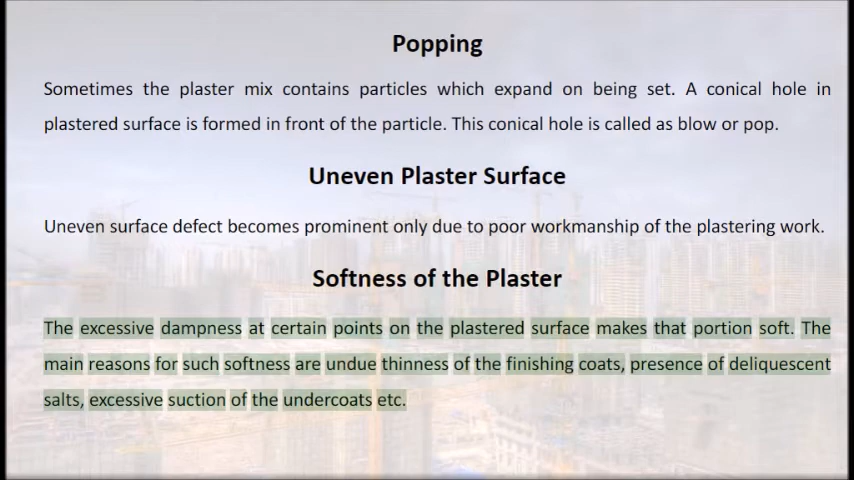 Popping
Sometimes the plaster mix contains particles which expand on being set. A conical hole in
plastered surface is formed in front of the particle. This conical hole is called as blow or pop.
Uneven Plaster Surface
Uneven surface defect becomes prominent only due to poor workmanship of the plastering work.
Softness of the Plaster
The excessive dampness at certain points on the plastered surface makes that portion soft. The
main reasons for such softness are undue thinness of the finishing coats, presence of deliquescent
salts, excessive suction of the undercoats etc.